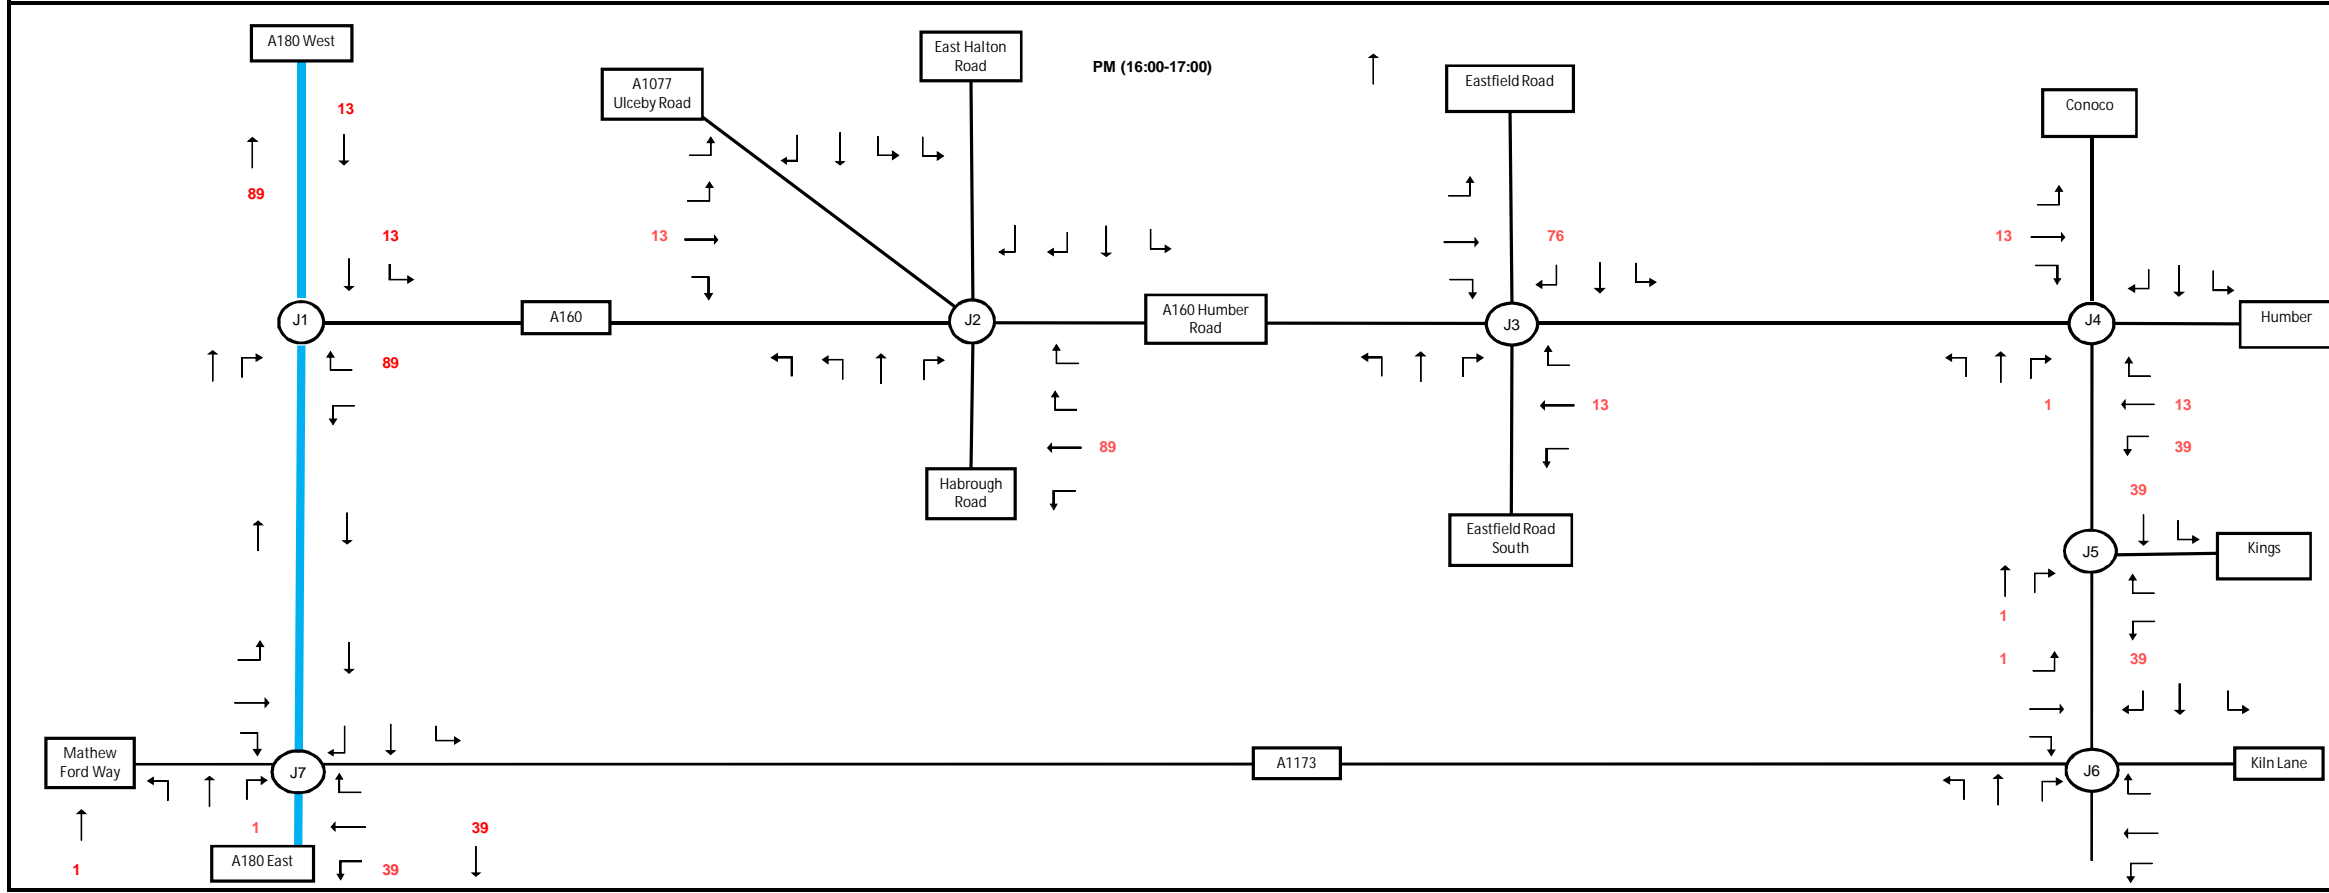 A180 West
East Halton
Road
PM (16:00-17:00)
A1077
Ulceby Road
Eastfield Road
Conoco
13
89
13
13
76
13
J1
A160
J2
A160 Humber
Road
J3
J4
Humber
89
13
1
13
89
39
Habrough
Road
39
Eastfield Road
South
J5
Kings
1
1
39
Mathew
Ford Way
J7
A1173
J6
Kiln Lane
1
39
A180 East
1
39